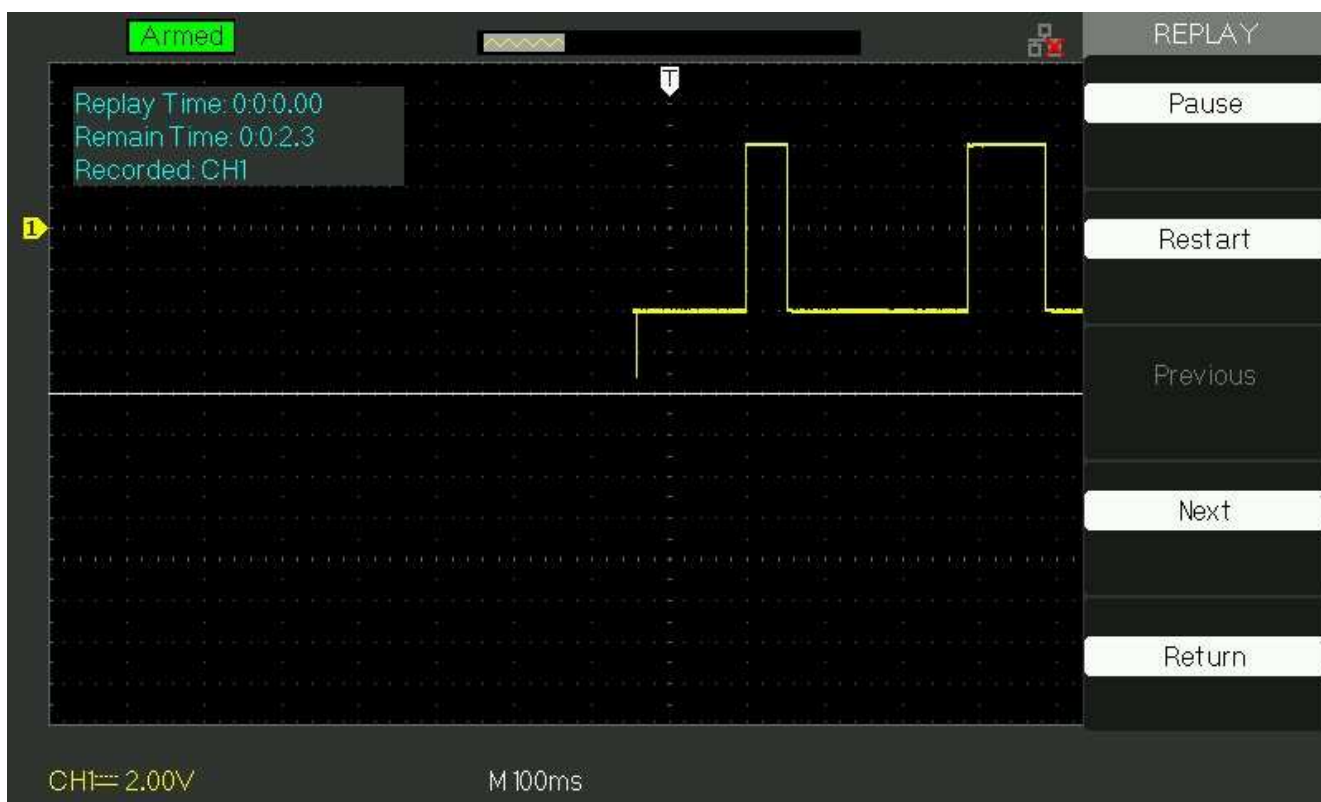 Armed
REPLAY
T
Replay Time: 0:0:0.00
Remain Time: 0:0:2.3
Recorded: CH1
Pause
1
Restart
Previous
Next
Return
CH1⎓ 2.00V
M 100ms